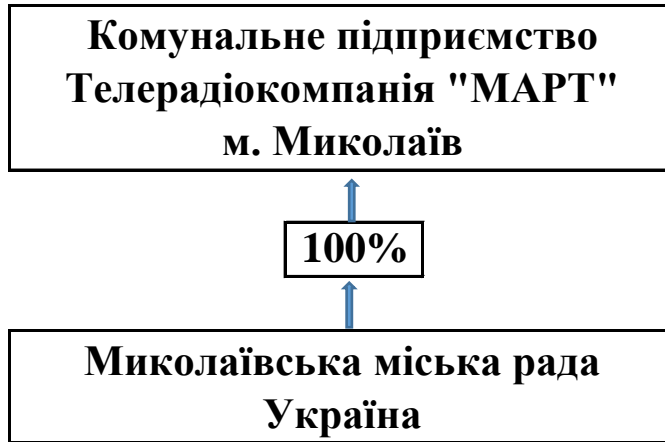 Комунальне підприємство
Телерадіокомпанія "МАРТ"
м. Миколаїв
100%
Миколаївська міська рада
Україна